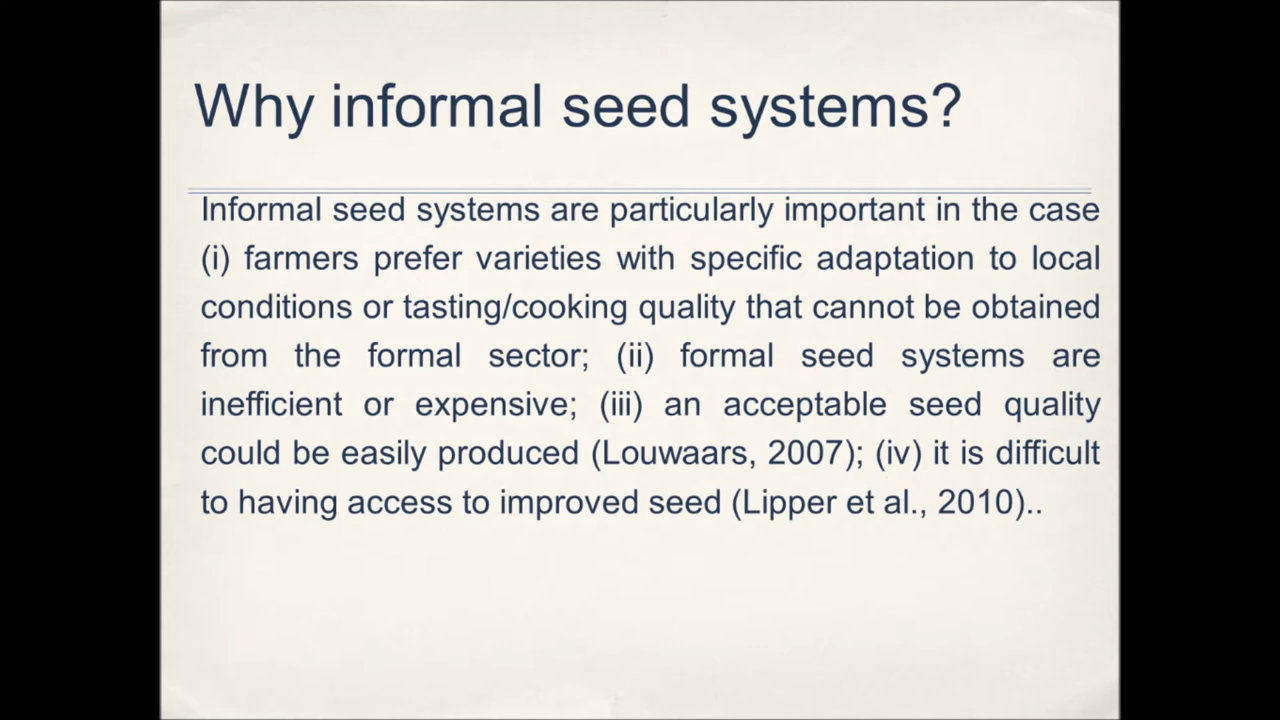 Why informal seed systems?
Informal seed systems are particularly important in the case
(i) farmers prefer varieties with specific adaptation to local
conditions or tasting/cooking quality that cannot be obtained
from the formal sector; (ii) formal seed systems are
inefficient or expensive; (iii) an acceptable seed quality
could be easily produced (Louwaars, 2007); (iv) it is difficult
to having access to improved seed (Lipper et al., 2010)..